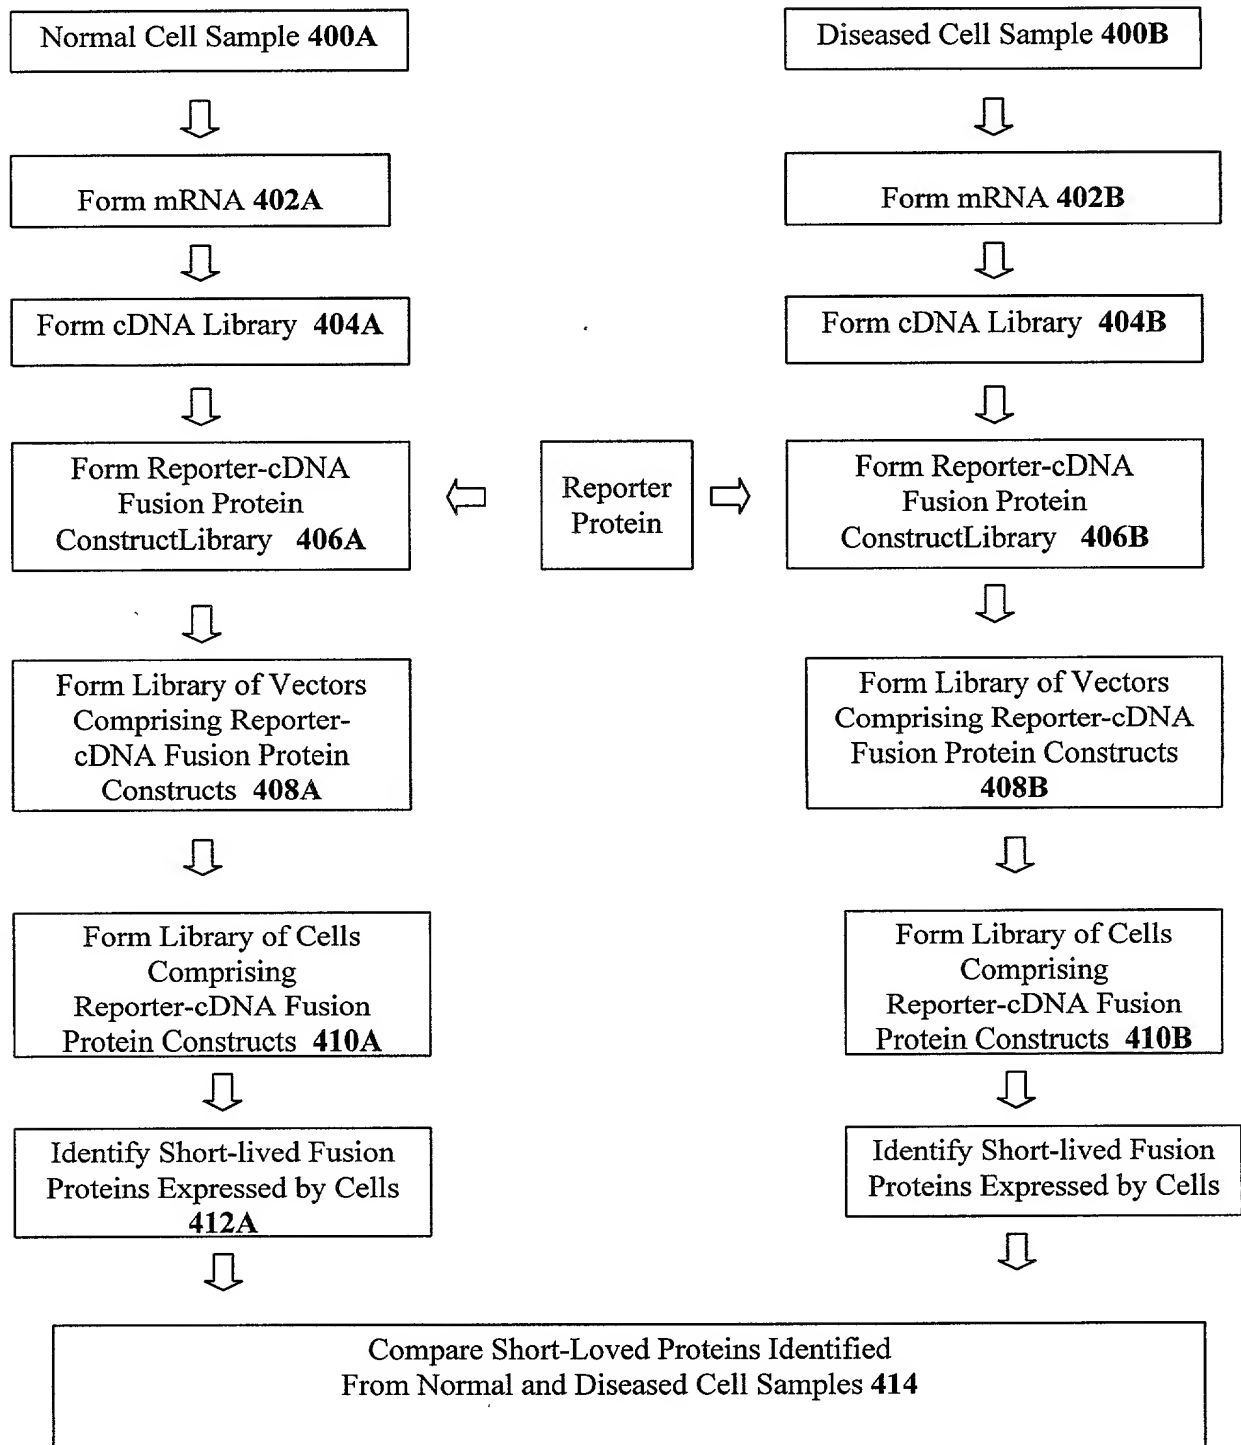 Normal Cell Sample 400A
Diseased Cell Sample 400B
Form mRNA 402A
Form mRNA 402B
Form cDNA Library 404A
Form cDNA Library 404B
Form Reporter-cDNA
Fusion Protein
ConstructLibrary 406A
Reporter
Protein
Form Reporter-cDNA
Fusion Protein
ConstructLibrary 406B
Form Library of Vectors
Comprising Reporter-
cDNA Fusion Protein
Constructs 408A
Form Library of Vectors
Comprising Reporter-cDNA
Fusion Protein Constructs
408B
Form Library of Cells
Comprising
Reporter-cDNA Fusion
Protein Constructs 410A
Form Library of Cells
Comprising
Reporter-cDNA Fusion
Protein Constructs 410B
Identify Short-lived Fusion
Proteins Expressed by Cells
412A
Identify Short-lived Fusion
Proteins Expressed by Cells
Compare Short-Loved Proteins Identified
From Normal and Diseased Cell Samples 414